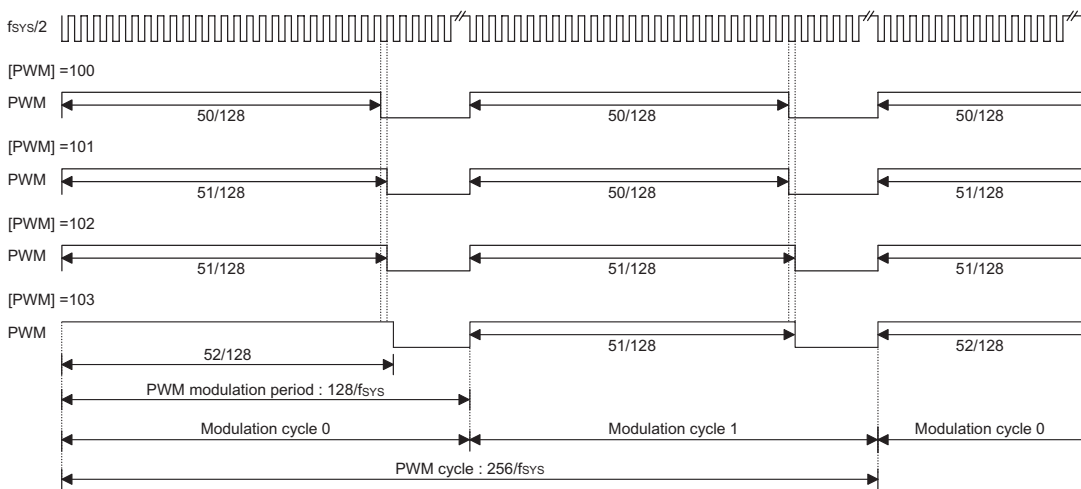 fSYS/2
[PWM] =100
PWM
50/128
50/128
50/128
[PWM] =101
PWM
51/128
50/128
51/128
[PWM] =102
PWM
51/128
51/128
51/128
[PWM] =103
PWM
52/128
51/128
52/128
PWM modulation period : 128/fSYS
Modulation cycle 0
Modulation cycle 1
Modulation cycle 0
PWM cycle : 256/fSYS